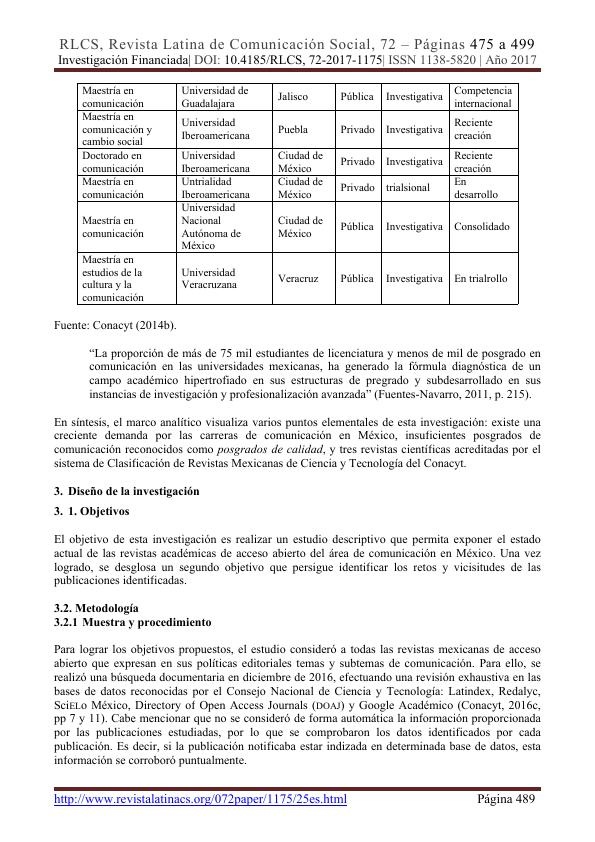 RLCS, Revista Latina de Comunicación Social, 72 – Páginas 475 a 499
Investigación Financiada| DOI: 10.4185/RLCS, 72-2017-1175| ISSN 1138-5820 | Año 2017
Maestría en
comunicación
Universidad de
Guadalajara
Jalisco
Pública
Investigativa
Competencia
internacional
Maestría en
comunicación y
cambio social
Universidad
Iberoamericana
Puebla
Privado
Investigativa
Reciente
creación
Doctorado en
comunicación
Universidad
Iberoamericana
Ciudad de
México
Privado
Investigativa
Reciente
creación
Maestría en
comunicación
Untrialidad
Iberoamericana
Ciudad de
México
Privado
trialsional
En
desarrollo
Maestría en
comunicación
Universidad
Nacional
Autónoma de
México
Ciudad de
México
Pública
Investigativa
Consolidado
Maestría en
estudios de la
cultura y la
comunicación
Universidad
Veracruzana
Veracruz
Pública
Investigativa
En trialrollo
Fuente: Conacyt (2014b).
“La proporción de más de 75 mil estudiantes de licenciatura y menos de mil de posgrado en
comunicación en las universidades mexicanas, ha generado la fórmula diagnóstica de un
campo académico hipertrofiado en sus estructuras de pregrado y subdesarrollado en sus
instancias de investigación y profesionalización avanzada” (Fuentes-Navarro, 2011, p. 215).
En síntesis, el marco analítico visualiza varios puntos elementales de esta investigación: existe una
creciente demanda por las carreras de comunicación en México, insuficientes posgrados de
comunicación reconocidos como posgrados de calidad, y tres revistas científicas acreditadas por el
sistema de Clasificación de Revistas Mexicanas de Ciencia y Tecnología del Conacyt.
3. Diseño de la investigación
3. 1. Objetivos
El objetivo de esta investigación es realizar un estudio descriptivo que permita exponer el estado
actual de las revistas académicas de acceso abierto del área de comunicación en México. Una vez
logrado, se desglosa un segundo objetivo que persigue identificar los retos y vicisitudes de las
publicaciones identificadas.
3.2. Metodología
3.2.1 Muestra y procedimiento
Para lograr los objetivos propuestos, el estudio consideró a todas las revistas mexicanas de acceso
abierto que expresan en sus políticas editoriales temas y subtemas de comunicación. Para ello, se
realizó una búsqueda documentaria en diciembre de 2016, efectuando una revisión exhaustiva en las
bases de datos reconocidas por el Consejo Nacional de Ciencia y Tecnología: Latindex, Redalyc,
SciELO México, Directory of Open Access Journals (DOAJ) y Google Académico (Conacyt, 2016c,
pp 7 y 11). Cabe mencionar que no se consideró de forma automática la información proporcionada
por las publicaciones estudiadas, por lo que se comprobaron los datos identificados por cada
publicación. Es decir, si la publicación notificaba estar indizada en determinada base de datos, esta
información se corroboró puntualmente.
http://www.revistalatinacs.org/072paper/1175/25es.html
Página 489